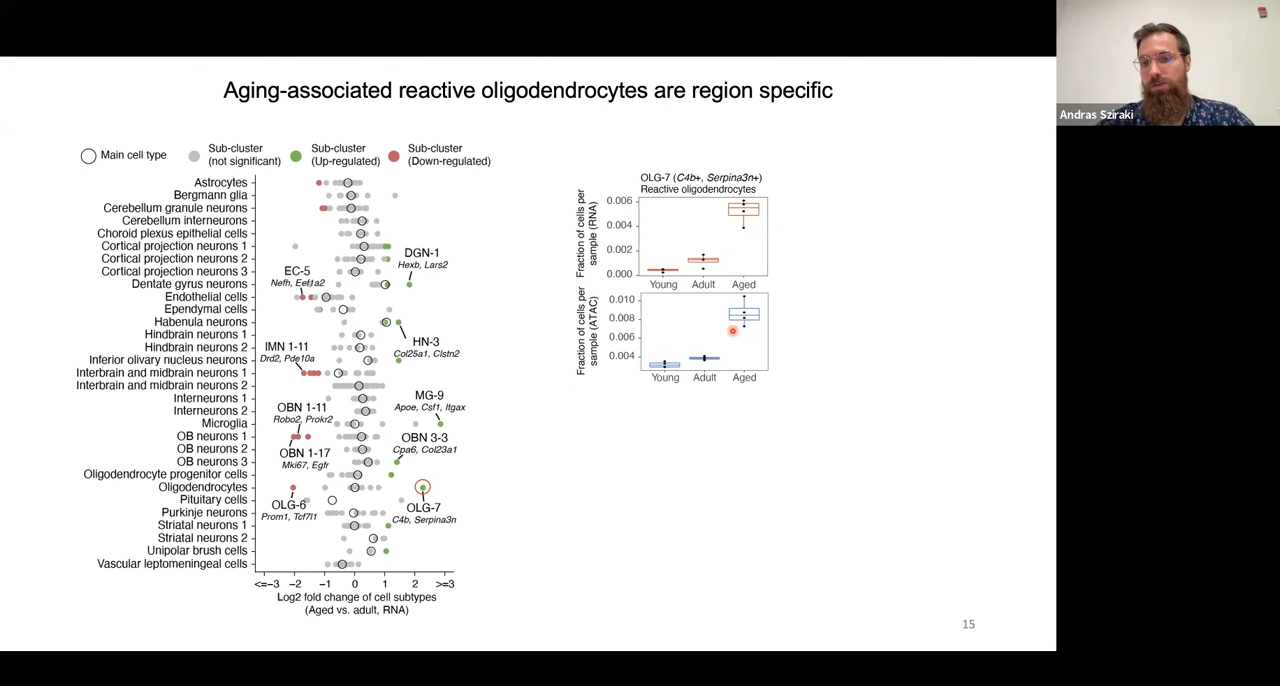 Aging-associated reactive oligodendrocytes are region specific
Main cell type
Sub-cluster
(not significant)
Sub-cluster
(Up-regulated)
Sub-cluster
(Down-regulated)
Astrocytes
Bergmann glia
Cerebellum granule neurons
Cerebellum interneurons
Choroid plexus epithelial cells
Cortical projection neurons 1
Cortical projection neurons 2
Cortical projection neurons 3
Dentate gyrus neurons
Endothelial cells
Ependymal cells
Habenula neurons
Hindbrain neurons 1
Hindbrain neurons 2
Inferior olivary nucleus neurons
Interbrain and midbrain neurons 1
Interbrain and midbrain neurons 2
Interneurons 1
Interneurons 2
Microglia
OB neurons 1
OB neurons 2
OB neurons 3
Oligodendrocyte progenitor cells
Oligodendrocytes
Pituitary cells
Purkinje neurons
Striatal neurons 1
Striatal neurons 2
Unipolar brush cells
Vascular leptomeningeal cells
DGN-1
Hexb, Lars2
EC-5
Nefh, Eef1a2
HN-3
Col25a1, Clstn2
IMN 1-11
Drd2, Pde10a
MG-9
Apoe, Csf1, Itgax
OBN 1-11
Robo2, Prokr2
OBN 3-3
Cpa6, Col23a1
OBN 1-17
Mki67, Egfr
OLG-6
Prom1, Tcf7l1
OLG-7
C4b, Serpina3n
<=−3 −2 −1 0 1 2 >=3
Log2 fold change of cell subtypes
(Aged vs. adult, RNA)
OLG-7 (C4b+, Serpina3n+)
Reactive oligodendrocytes
Fraction of cells per
sample (RNA)
0.006
0.004
0.002
0.000
Young Adult Aged
Fraction of cells per
sample (ATAC)
0.010
0.008
0.006
0.004
Young Adult Aged
15
Andras Sziraki